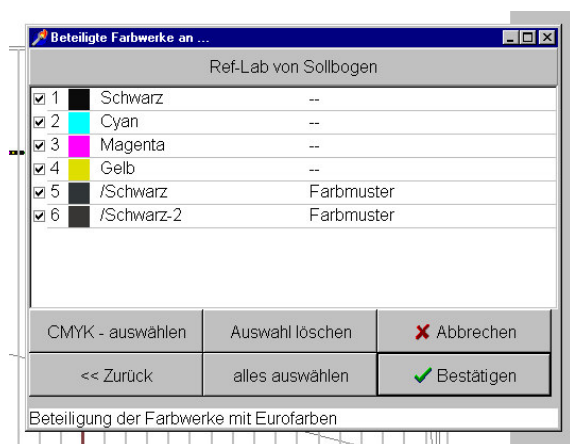 Beteiligte Farbwerke an ...
Ref-Lab von Sollbogen
1 Schwarz --
2 Cyan --
3 Magenta --
4 Gelb --
5 /Schwarz Farbmuster
6 /Schwarz-2 Farbmuster
CMYK - auswählen Auswahl löschen Abbrechen
<< Zurück alles auswählen Bestätigen
Beteiligung der Farbwerke mit Eurofarben